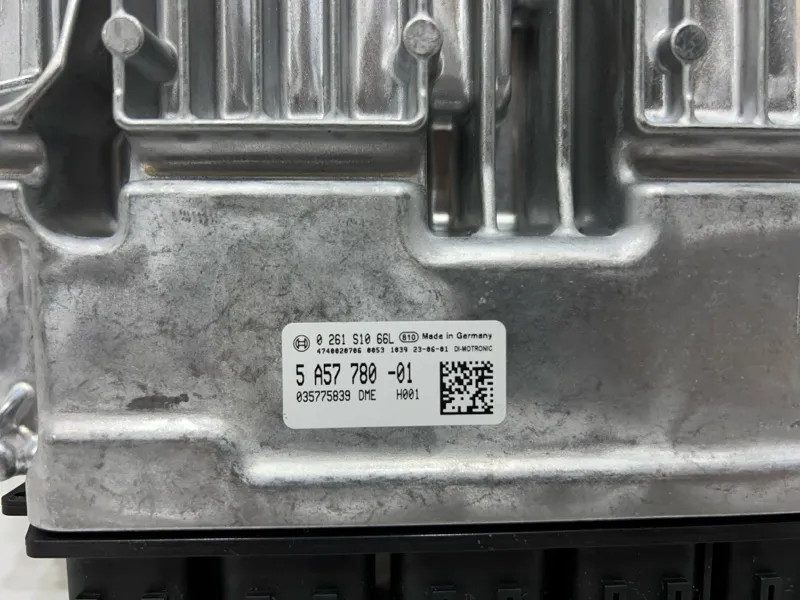 0 261 S10 66L 810 Made in Germany
4740020706 0053 1039 23-06-01 DI-MOTRONIC
5 A57 780 -01
035775839 DME H001